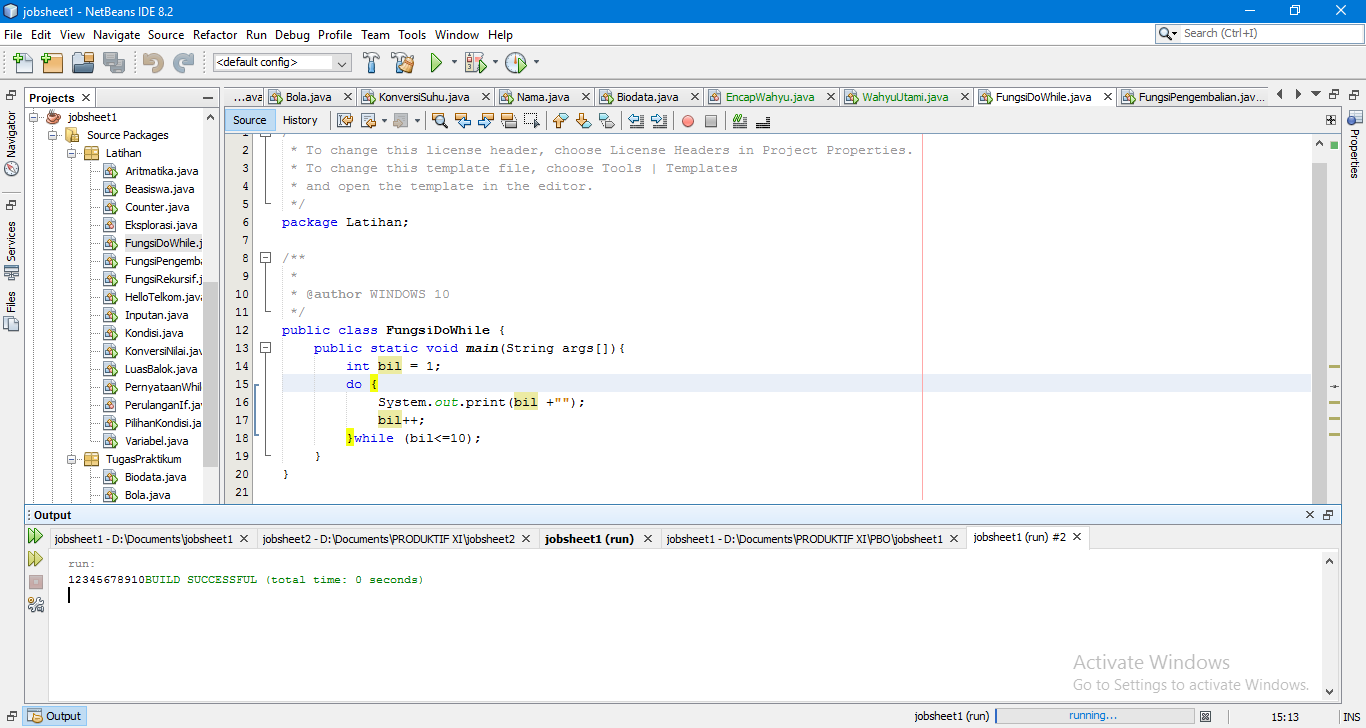 jobsheet1 - NetBeans IDE 8.2
File Edit View Navigate Source Refactor Run Debug Profile Team Tools Window Help
Search (Ctrl+I)
<default config>
Projects
...ava Bola.java KonversiSuhu.java Nama.java Biodata.java EncapWahyu.java WahyuUtami.java FungsiDoWhile.java FungsiPengembalian.jav...
Source History
Navigator
Services
Files
Properties
jobsheet1
Source Packages
Latihan
Aritmatika.java
Beasiswa.java
Counter.java
Eksplorasi.java
FungsiDoWhile.j
FungsiPengemba
FungsiRekursif.j
HelloTelkom.java
Inputan.java
Kondisi.java
KonversiNilai.jav
LuasBalok.java
PernyataanWhil
PerulanganIf.ja
PilihanKondisi.ja
Variabel.java
TugasPraktikum
Biodata.java
Bola.java
2 * To change this license header, choose License Headers in Project Properties.
3 * To change this template file, choose Tools | Templates
4 * and open the template in the editor.
5 */
6 package Latihan;
7
8 /**
9 *
10 * @author WINDOWS 10
11 */
12 public class FungsiDoWhile {
13 public static void main(String args[]){
14 int bil = 1;
15 do {
16 System.out.print(bil +"");
17 bil++;
18 }while (bil<=10);
19 }
20 }
21
Output
jobsheet1 - D:\Documents\jobsheet1 jobsheet2 - D:\Documents\PRODUKTIF XI\jobsheet2 jobsheet1 (run) jobsheet1 - D:\Documents\PRODUKTIF XI\PBO\jobsheet1 jobsheet1 (run) #2
run:
12345678910BUILD SUCCESSFUL (total time: 0 seconds)
Activate Windows
Go to Settings to activate Windows.
Output
jobsheet1 (run) running... 15:13 INS